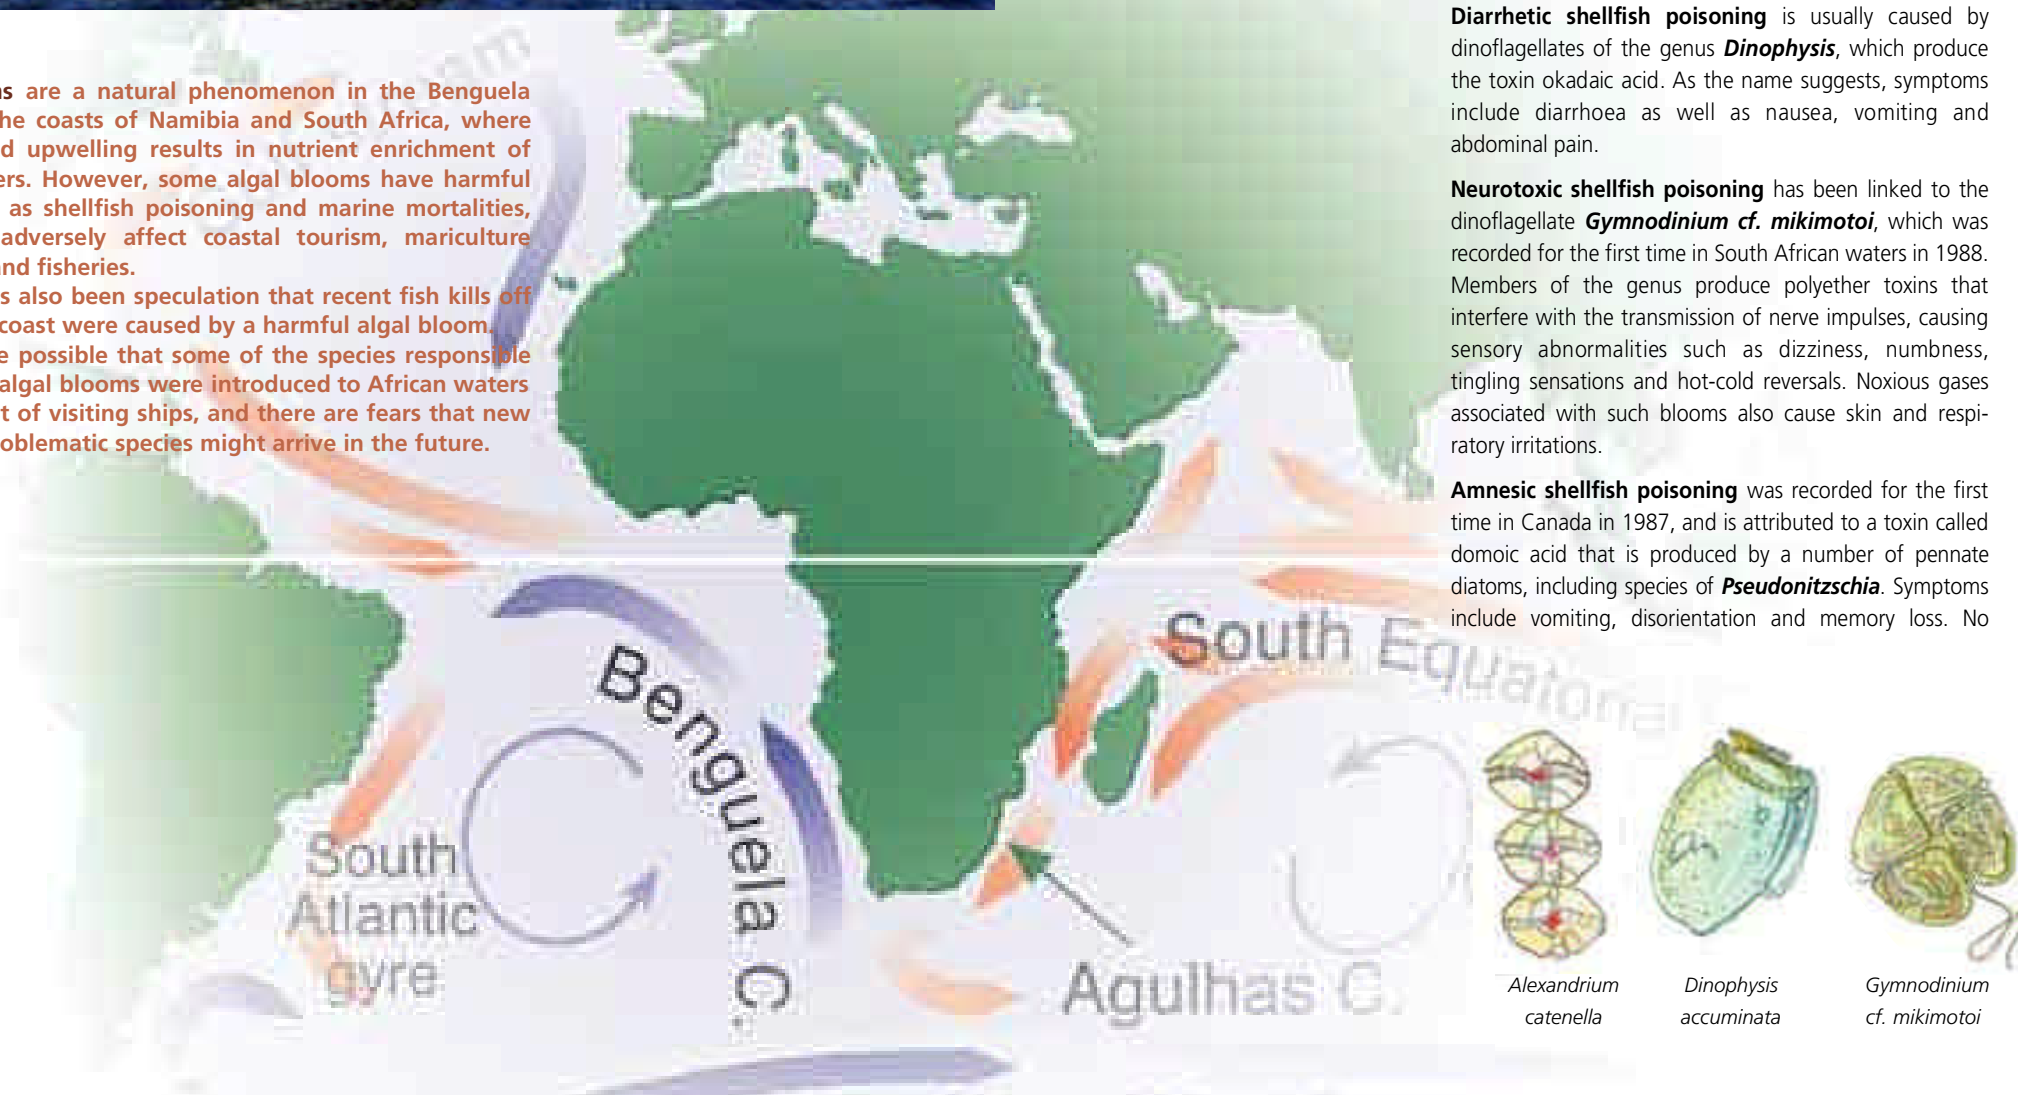 ns are a natural phenomenon in the Benguela
he coasts of Namibia and South Africa, where
d upwelling results in nutrient enrichment of
ers. However, some algal blooms have harmful
as shellfish poisoning and marine mortalities,
adversely affect coastal tourism, mariculture
and fisheries.
s also been speculation that recent fish kills off
coast were caused by a harmful algal bloom.
e possible that some of the species responsible
algal blooms were introduced to African waters
t of visiting ships, and there are fears that new
oblematic species might arrive in the future.
Diarrhetic shellfish poisoning is usually caused by
dinoflagellates of the genus Dinophysis, which produce
the toxin okadaic acid. As the name suggests, symptoms
include diarrhoea as well as nausea, vomiting and
abdominal pain.
Neurotoxic shellfish poisoning has been linked to the
dinoflagellate Gymnodinium cf. mikimotoi, which was
recorded for the first time in South African waters in 1988.
Members of the genus produce polyether toxins that
interfere with the transmission of nerve impulses, causing
sensory abnormalities such as dizziness, numbness,
tingling sensations and hot-cold reversals. Noxious gases
associated with such blooms also cause skin and respi-
ratory irritations.
Amnesic shellfish poisoning was recorded for the first
time in Canada in 1987, and is attributed to a toxin called
domoic acid that is produced by a number of pennate
diatoms, including species of Pseudonitzschia. Symptoms
include vomiting, disorientation and memory loss. No
South Equatorial
Benguela C.
South
Atlantic
gyre
Agulhas C.
Alexandrium
catenella
Dinophysis
accuminata
Gymnodinium
cf. mikimotoi